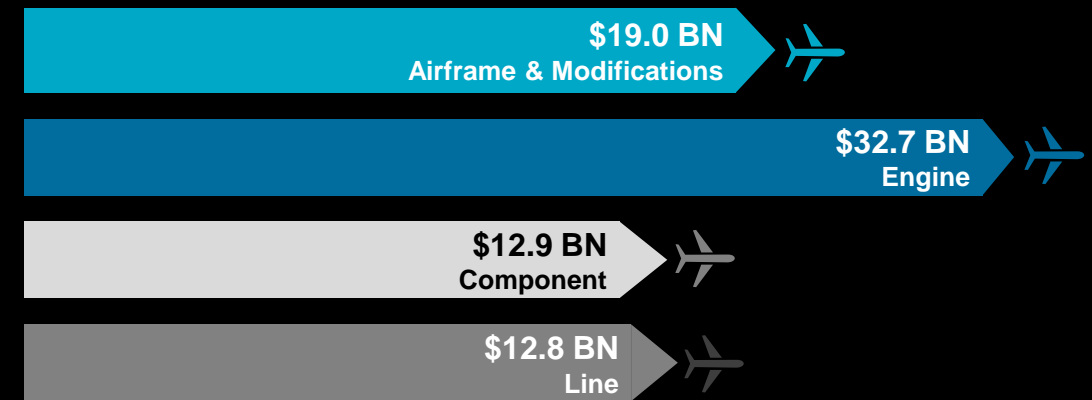 $19.0 BN
Airframe & Modifications
$32.7 BN
Engine
$12.9 BN
Component
$12.8 BN
Line